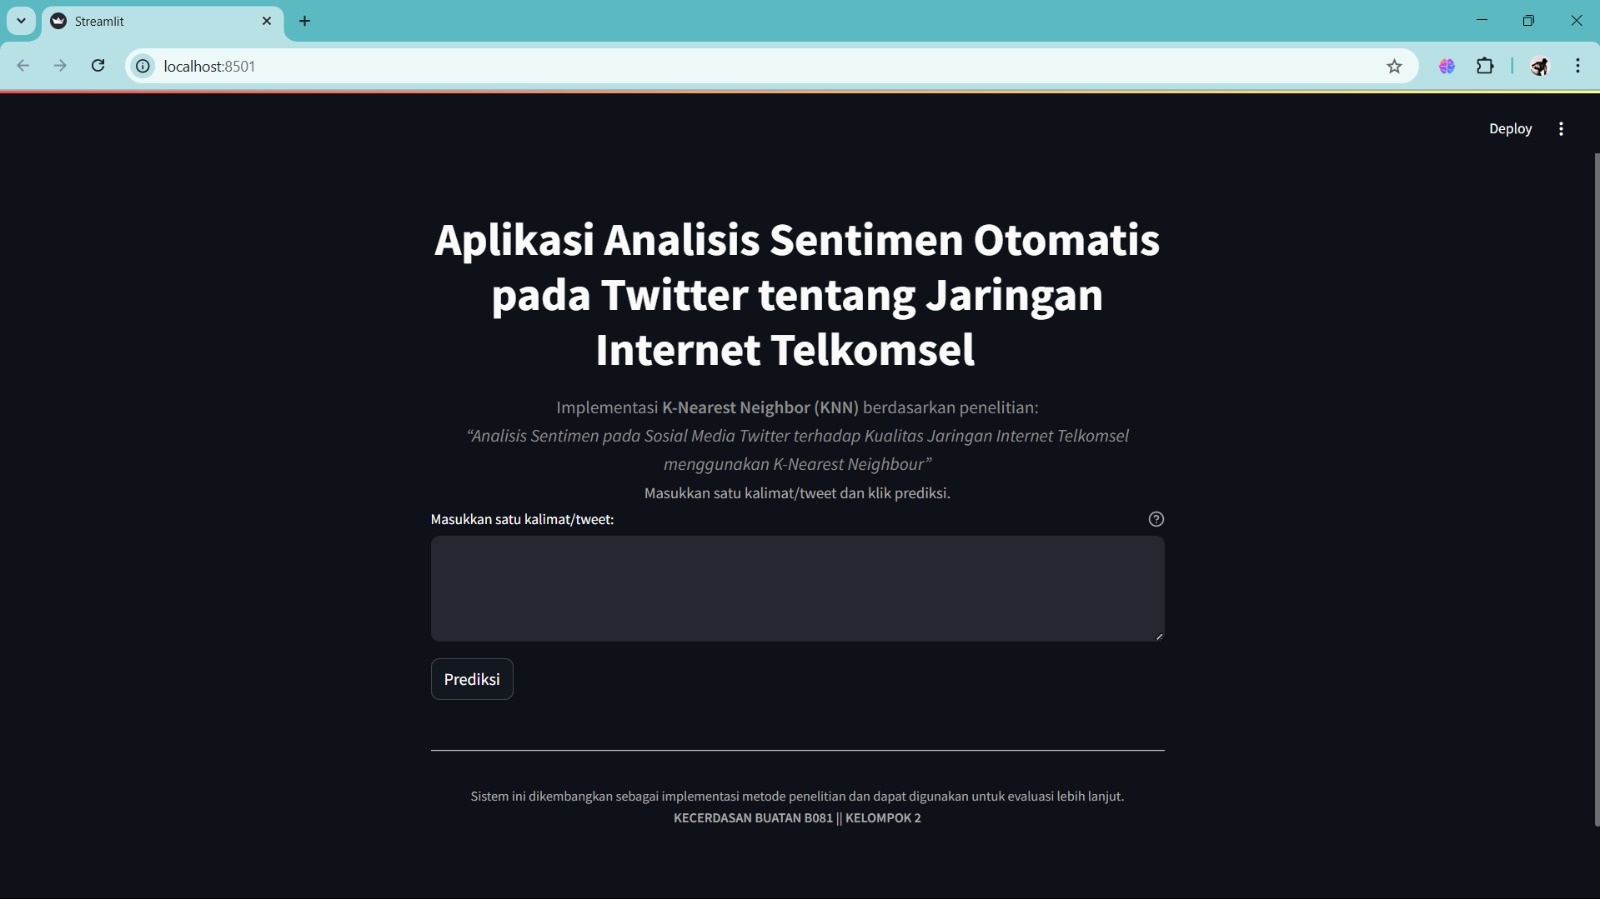 Streamlit
localhost:8501
Deploy
Aplikasi Analisis Sentimen Otomatis
pada Twitter tentang Jaringan
Internet Telkomsel
Implementasi K-Nearest Neighbor (KNN) berdasarkan penelitian:
“Analisis Sentimen pada Sosial Media Twitter terhadap Kualitas Jaringan Internet Telkomsel
menggunakan K-Nearest Neighbour”
Masukkan satu kalimat/tweet dan klik prediksi.
Masukkan satu kalimat/tweet:
Prediksi
Sistem ini dikembangkan sebagai implementasi metode penelitian dan dapat digunakan untuk evaluasi lebih lanjut.
KECERDASAN BUATAN B081 || KELOMPOK 2